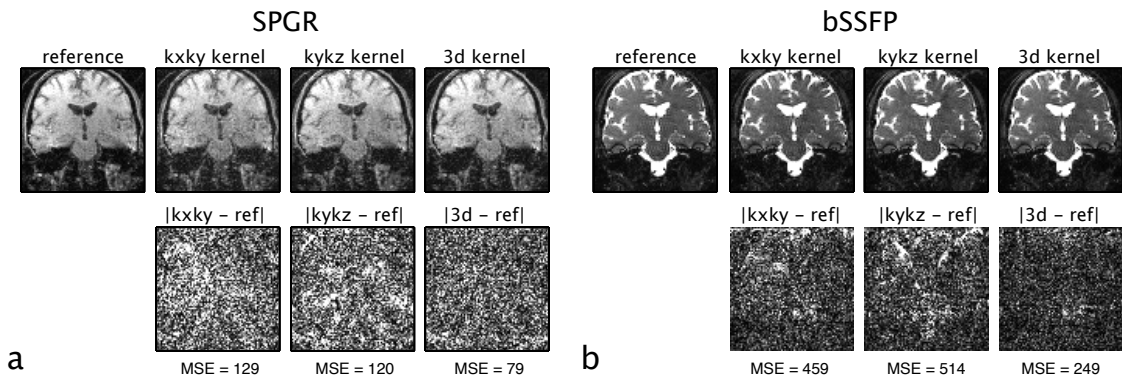 SPGR
reference kxky kernel kykz kernel 3d kernel
|kxky – ref| |kykz – ref| |3d – ref|
MSE = 129 MSE = 120 MSE = 79
a
bSSFP
reference kxky kernel kykz kernel 3d kernel
|kxky – ref| |kykz – ref| |3d – ref|
MSE = 459 MSE = 514 MSE = 249
b